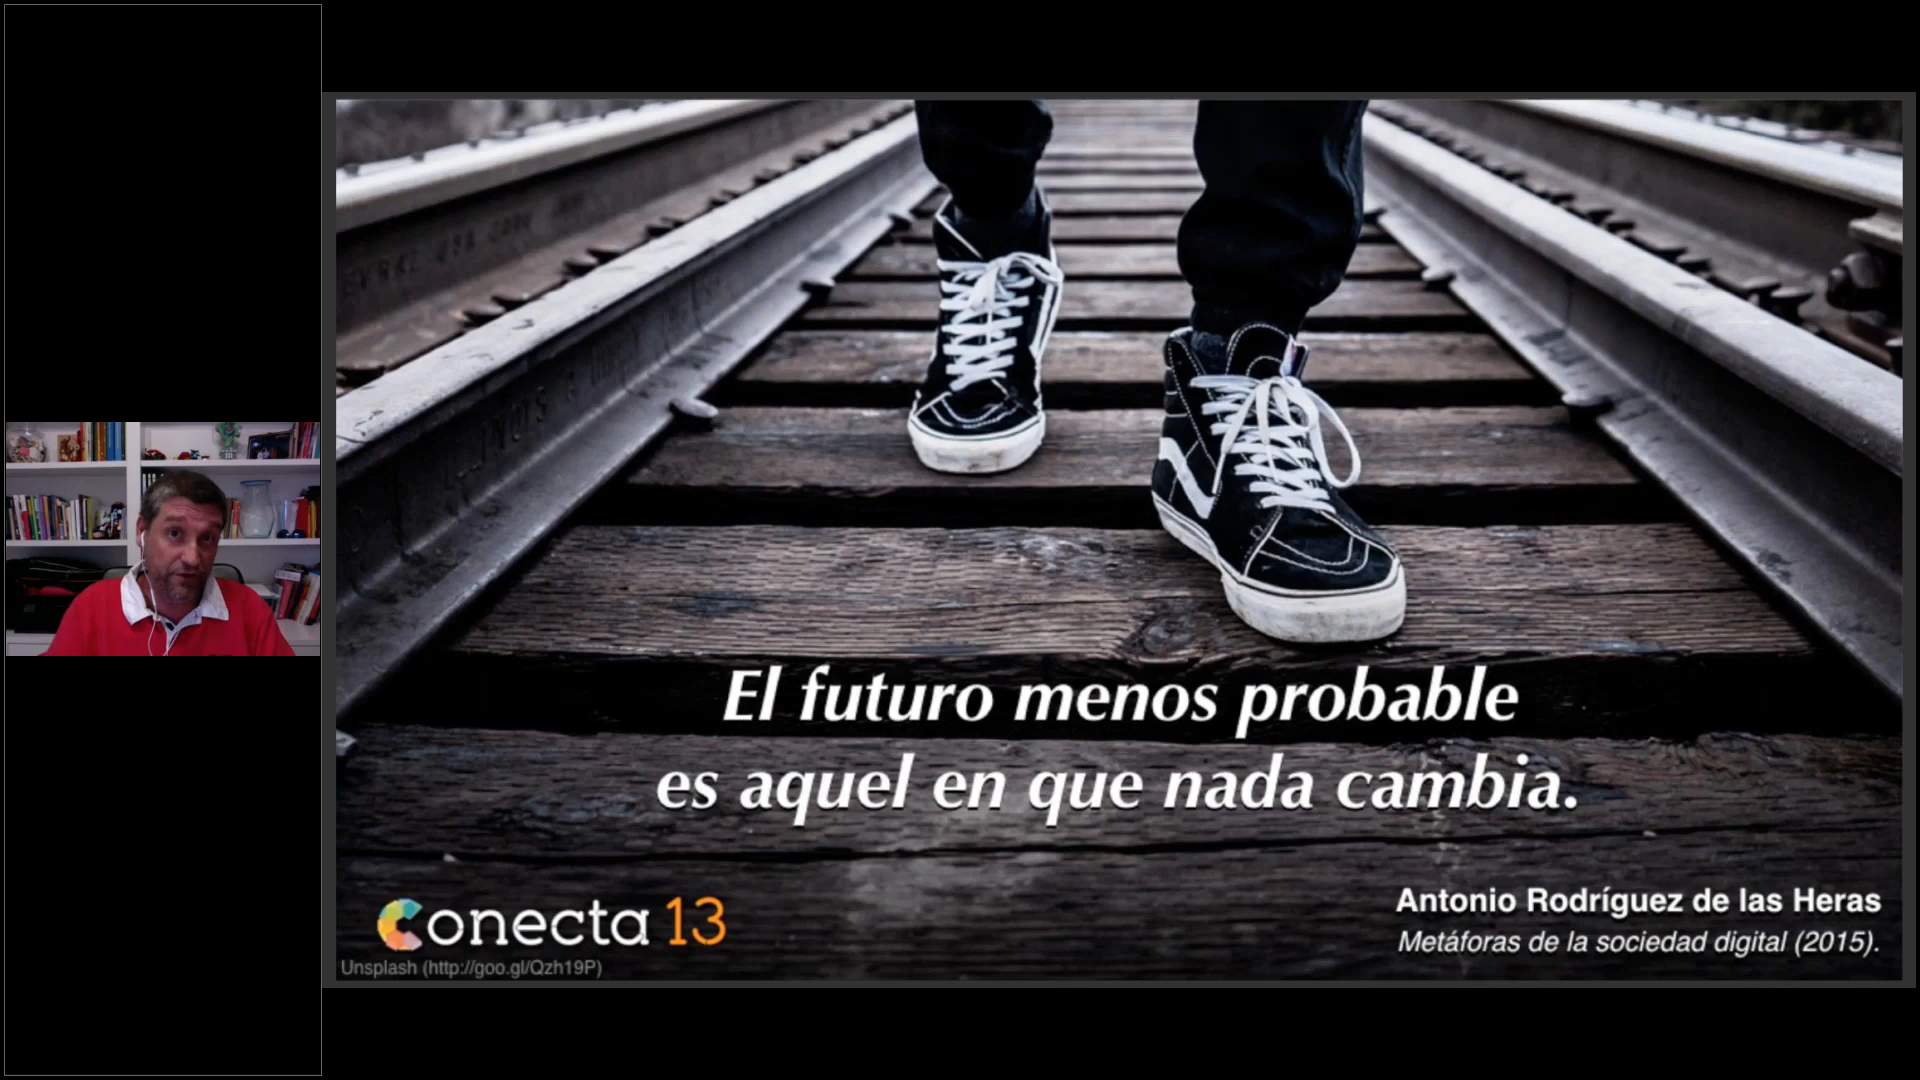 El futuro menos probable
es aquel en que nada cambia.
Conecta 13
Unsplash (http://goo.gl/Qzh19P)
Antonio Rodríguez de las Heras
Metáforas de la sociedad digital (2015).